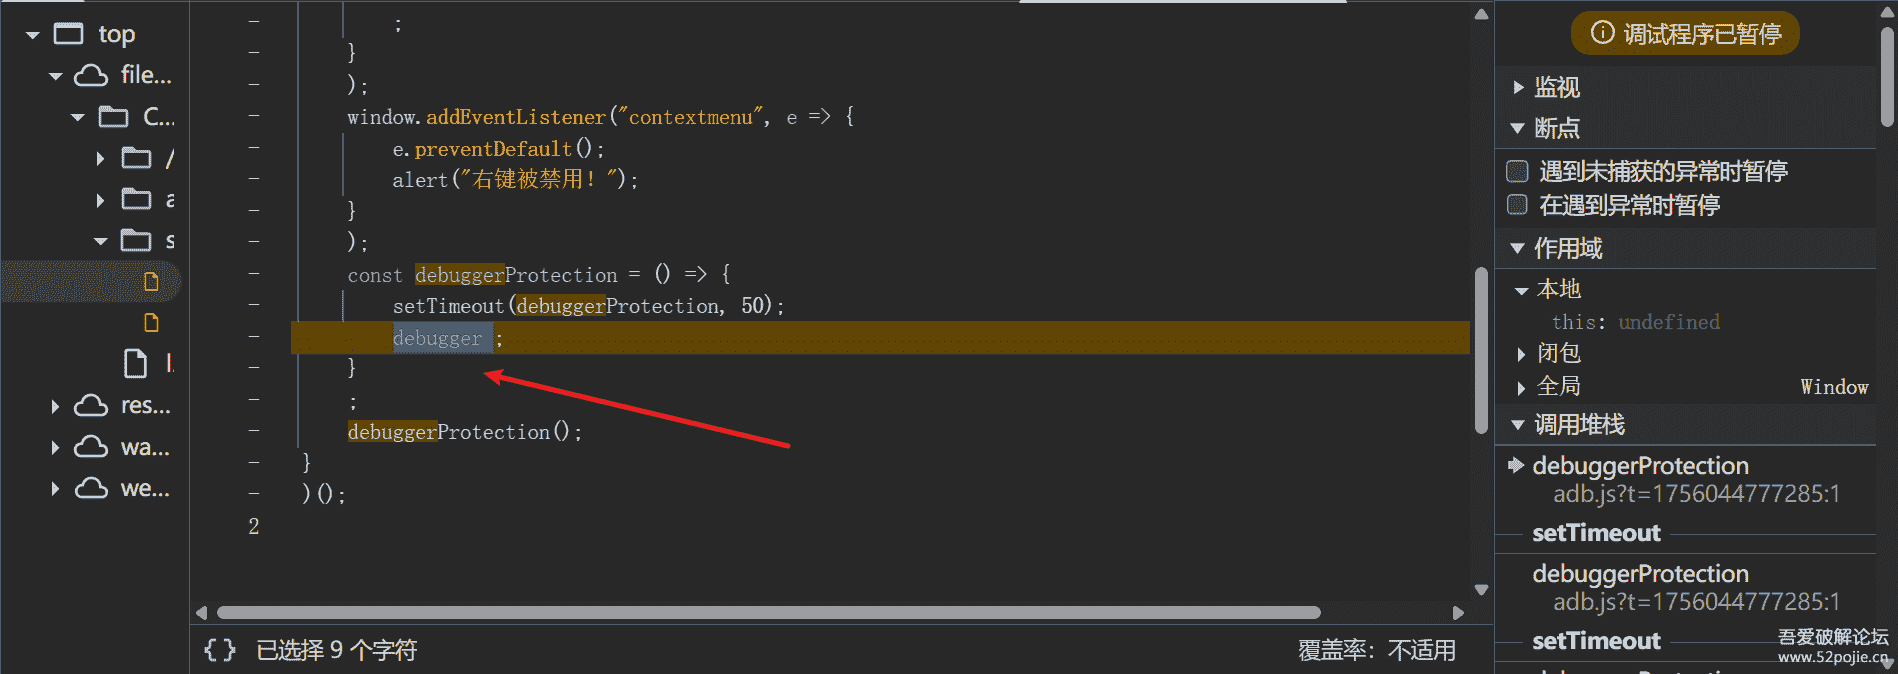 top
file...
C...
/
a
s
res...
wa...
we...
- ;
- }
- );
- window.addEventListener("contextmenu", e => {
- e.preventDefault();
- alert("右键被禁用! ");
- }
- );
- const debuggerProtection = () => {
- setTimeout(debuggerProtection, 50);
- debugger ;
- }
- ;
- debuggerProtection();
- }
- )();
2
{ } 已选择 9 个字符
覆盖率: 不适用
调试程序已暂停
监视
断点
遇到未捕获的异常时暂停
在遇到异常时暂停
作用域
本地
this: undefined
闭包
全局 Window
调用堆栈
debuggerProtection
adb.js?t=1756044777285:1
setTimeout
debuggerProtection
adb.js?t=1756044777285:1
setTimeout
吾爱破解论坛
www.52pojie.cn